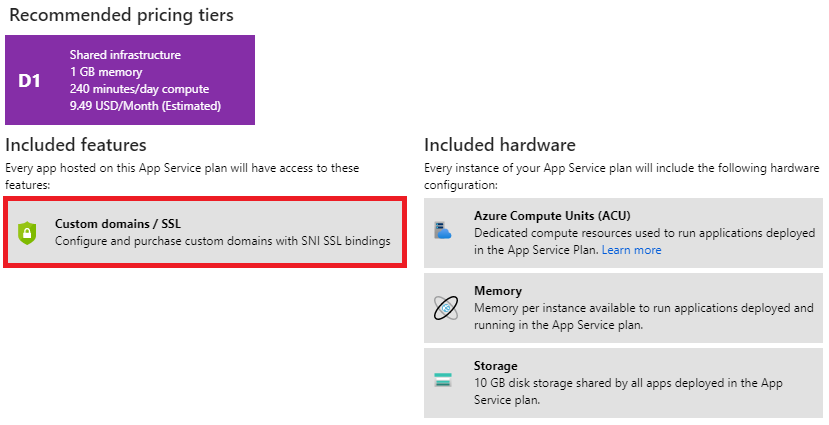 Recommended pricing tiers
D1
Shared infrastructure
1 GB memory
240 minutes/day compute
9.49 USD/Month (Estimated)
Included features
Every app hosted on this App Service plan will have access to these
features:
Custom domains / SSL
Configure and purchase custom domains with SNI SSL bindings
Included hardware
Every instance of your App Service plan will include the following hardware
configuration:
Azure Compute Units (ACU)
Dedicated compute resources used to run applications deployed
in the App Service Plan. Learn more
Memory
Memory per instance available to run applications deployed and
running in the App Service plan.
Storage
10 GB disk storage shared by all apps deployed in the App
Service plan.